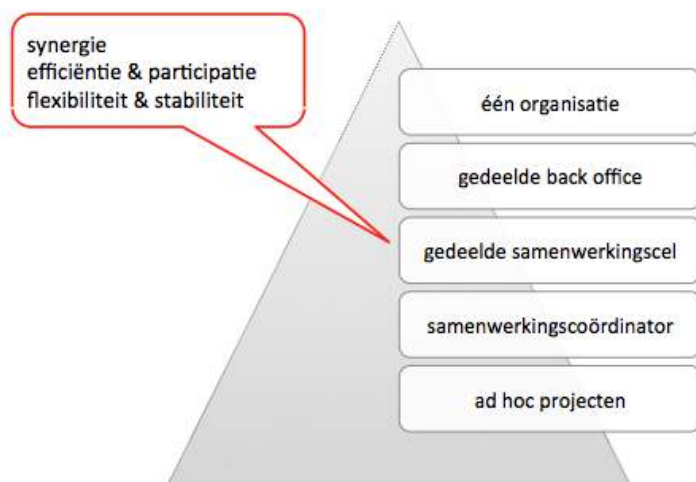 synergie
efficiëntie & participatie
flexibiliteit & stabiliteit
één organisatie
gedeelde back office
gedeelde samenwerkingscel
samenwerkingscoördinator
ad hoc projecten